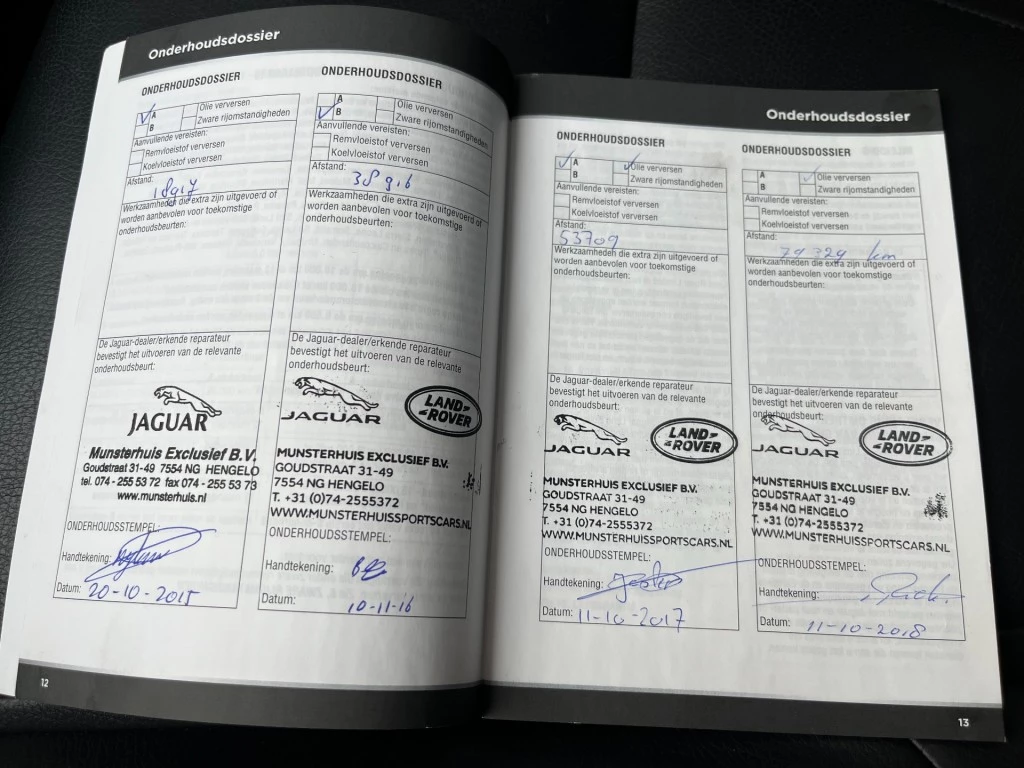 Onderhoudsdossier
ONDERHOUDSDOSSIER
A
Olie verversen
B
Zware rijomstandigheden
Aanvullende vereisten:
Remvloeistof verversen
Koelvloeistof verversen
Afstand:
18917
Werkzaamheden die extra zijn uitgevoerd of
worden aanbevolen voor toekomstige
onderhoudsbeurten:
De Jaguar-dealer/erkende reparateur
bevestigt het uitvoeren van de relevante
onderhoudsbeurt:
JAGUAR
Munsterhuis Exclusief B.V.
Goudstraat 31-49 7554 NG HENGELO
tel. 074 - 255 53 72 fax 074 - 255 53 73
www.munsterhuis.nl
ONDERHOUDSSTEMPEL:
Handtekening:
Datum: 20-10-2015
ONDERHOUDSDOSSIER
A
Olie verversen
B
Zware rijomstandigheden
Aanvullende vereisten:
Remvloeistof verversen
Koelvloeistof verversen
Afstand:
38916
Werkzaamheden die extra zijn uitgevoerd of
worden aanbevolen voor toekomstige
onderhoudsbeurten:
De Jaguar-dealer/erkende reparateur
bevestigt het uitvoeren van de relevante
onderhoudsbeurt:
JAGUAR
LAND-
-ROVER
MUNSTERHUIS EXCLUSIEF B.V.
GOUDSTRAAT 31-49
7554 NG HENGELO
T. +31 (0)74-2555372
WWW.MUNSTERHUISSPORTSCARS.NL
ONDERHOUDSSTEMPEL:
Handtekening:
Datum: 10-11-16
12
Onderhoudsdossier
ONDERHOUDSDOSSIER
A
Olie verversen
B
Zware rijomstandigheden
Aanvullende vereisten:
Remvloeistof verversen
Koelvloeistof verversen
Afstand:
53709
Werkzaamheden die extra zijn uitgevoerd of
worden aanbevolen voor toekomstige
onderhoudsbeurten:
De Jaguar-dealer/erkende reparateur
bevestigt het uitvoeren van de relevante
onderhoudsbeurt:
JAGUAR
LAND-
-ROVER
MUNSTERHUIS EXCLUSIEF B.V.
GOUDSTRAAT 31-49
7554 NG HENGELO
T. +31 (0)74-2555372
WWW.MUNSTERHUISSPORTSCARS.NL
ONDERHOUDSSTEMPEL:
Handtekening:
Datum: 11-10-2017
ONDERHOUDSDOSSIER
A
Olie verversen
B
Zware rijomstandigheden
Aanvullende vereisten:
Remvloeistof verversen
Koelvloeistof verversen
Afstand:
79 329 km
Werkzaamheden die extra zijn uitgevoerd of
worden aanbevolen voor toekomstige
onderhoudsbeurten:
De Jaguar-dealer/erkende reparateur
bevestigt het uitvoeren van de relevante
onderhoudsbeurt:
JAGUAR
LAND-
-ROVER
MUNSTERHUIS EXCLUSIEF B.V.
GOUDSTRAAT 31-49
7554 NG HENGELO
T. +31 (0)74-2555372
WWW.MUNSTERHUISSPORTSCARS.NL
ONDERHOUDSSTEMPEL:
Handtekening:
Datum: 11-10-2018
13